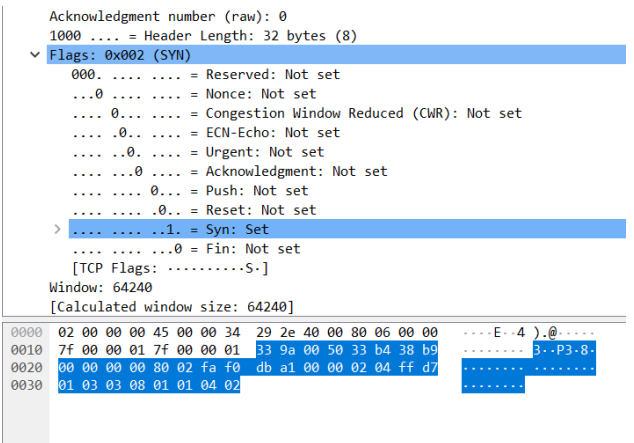 Acknowledgment number (raw): 0
1000 .... = Header Length: 32 bytes (8)
Flags: 0x002 (SYN)
000. .... .... = Reserved: Not set
...0 .... .... = Nonce: Not set
.... 0... .... = Congestion Window Reduced (CWR): Not set
.... .0.. .... = ECN-Echo: Not set
.... ..0. .... = Urgent: Not set
.... ...0 .... = Acknowledgment: Not set
.... .... 0... = Push: Not set
.... .... .0.. = Reset: Not set
.... .... ..1. = Syn: Set
.... .... ...0 = Fin: Not set
[TCP Flags: ··········S·]
Window: 64240
[Calculated window size: 64240]
0000 02 00 00 00 45 00 00 34 29 2e 40 00 80 06 00 00 ····E··4 ).@·····
0010 7f 00 00 01 7f 00 00 01 33 9a 00 50 33 b4 38 b9 ········ 3··P3·8·
0020 00 00 00 00 80 02 fa f0 db a1 00 00 02 04 ff d7 ········ ········
0030 01 03 03 08 01 01 04 02 ········